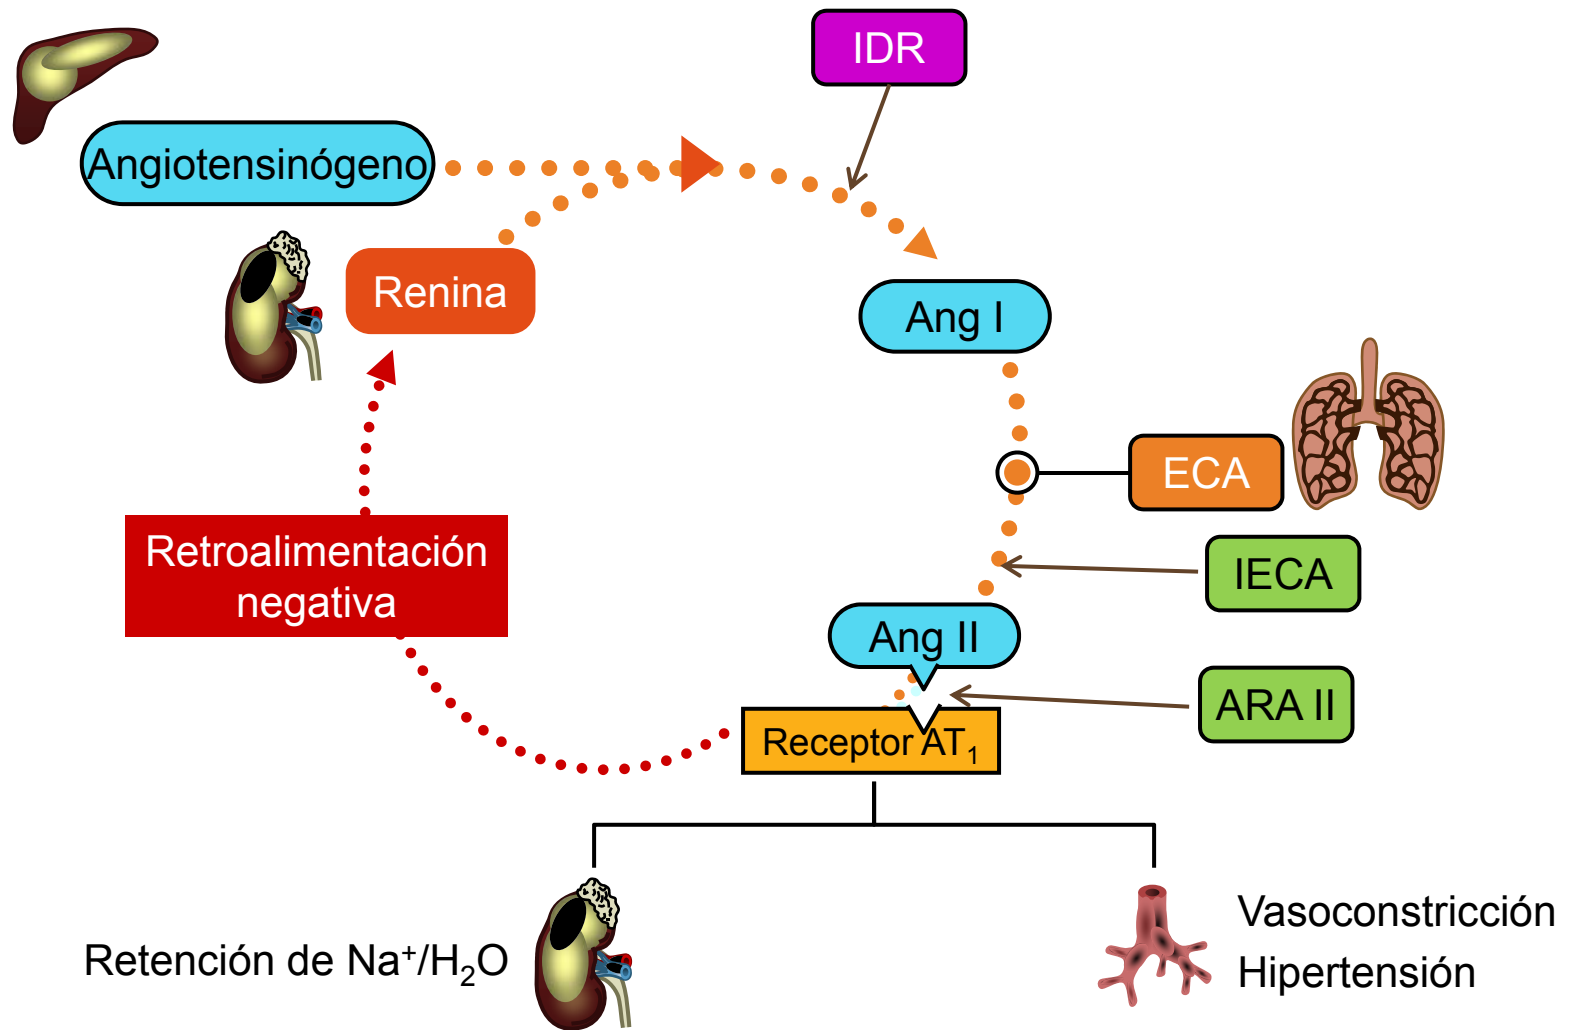 IDR
Angiotensinógeno
Renina
Ang I
ECA
Retroalimentación
negativa
IECA
Ang II
ARA II
Receptor AT₁
Retención de Na⁺/H₂O
Vasoconstricción
Hipertensión